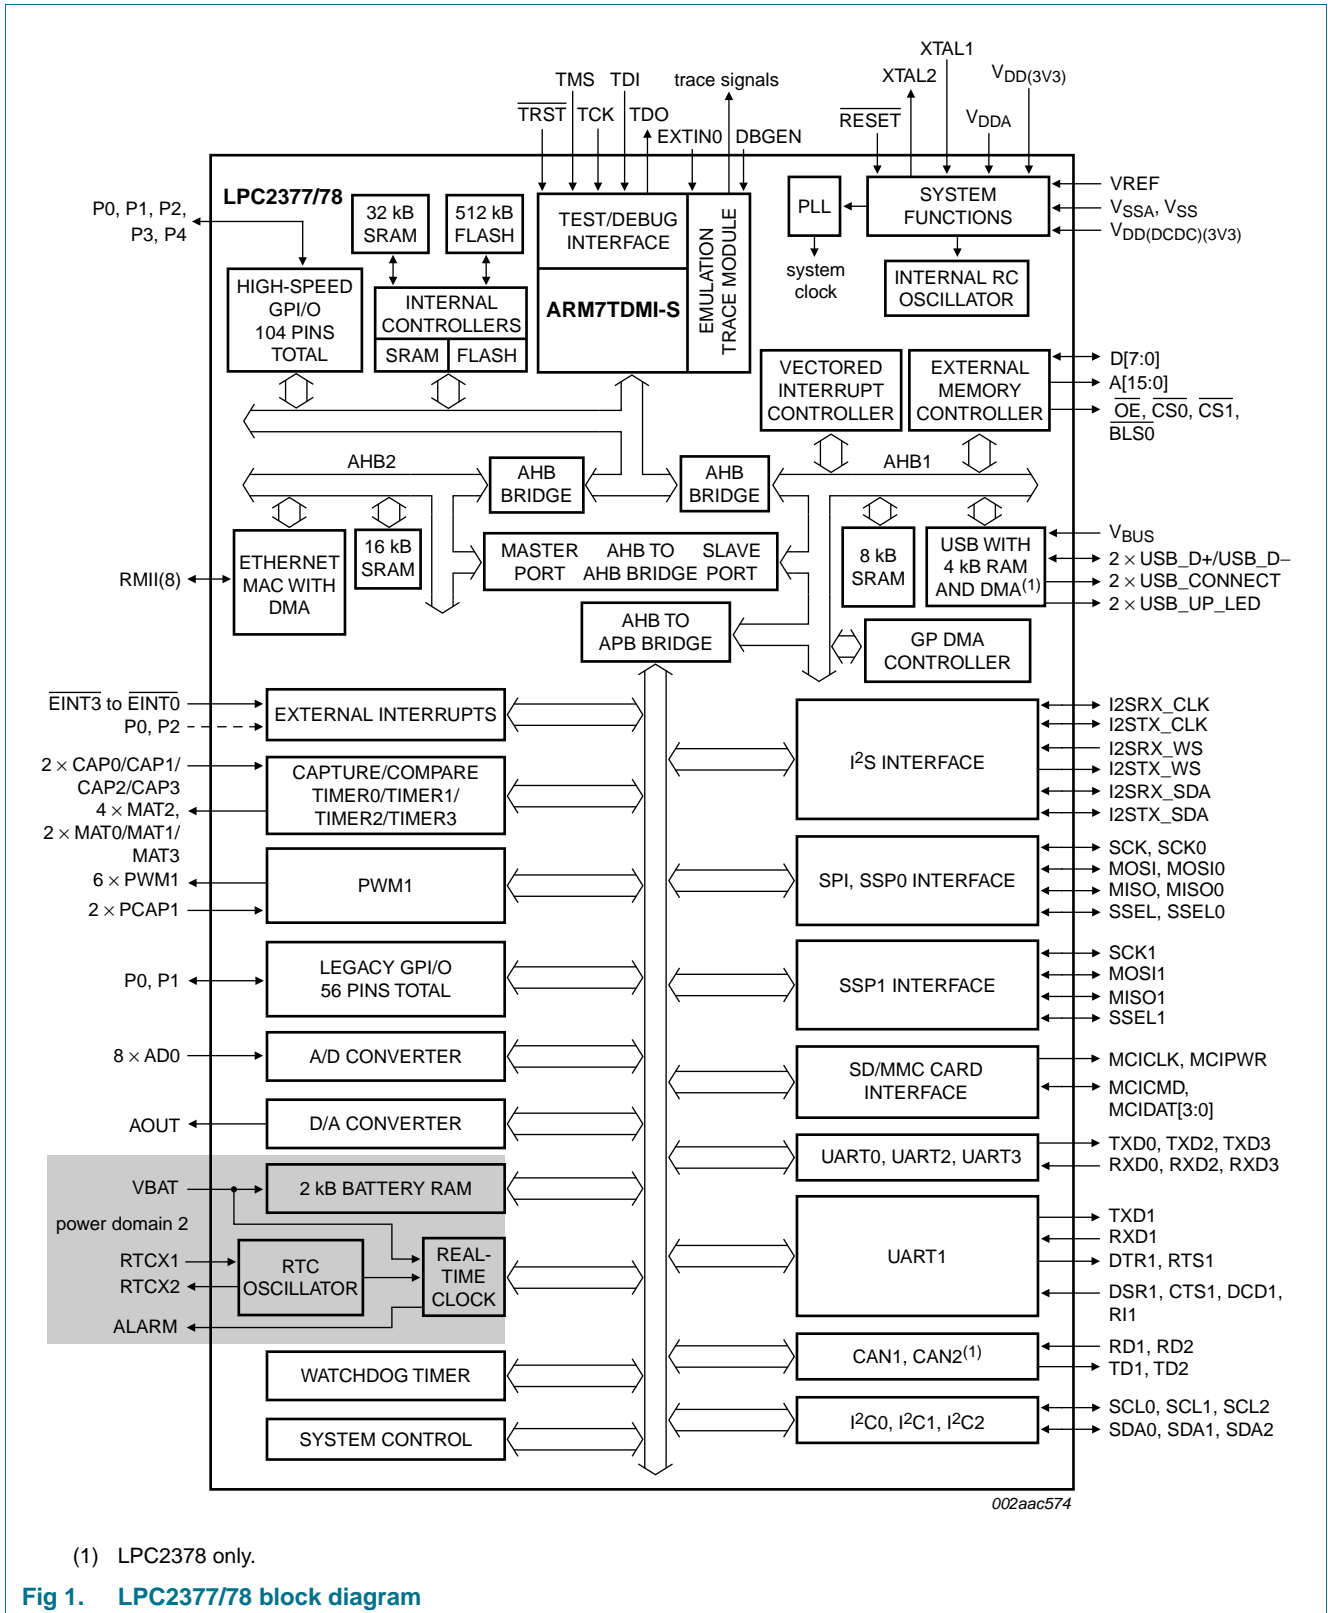 XTAL1
XTAL2
VDD(3V3)
TMS TDI trace signals
TRST TCK TDO
EXTIN0 DBGEN
RESET
VDDA
LPC2377/78
P0, P1, P2,
P3, P4
32 kB
SRAM
512 kB
FLASH
TEST/DEBUG
INTERFACE
EMULATION
TRACE MODULE
PLL
SYSTEM
FUNCTIONS
VREF
VSSA, VSS
VDD(DCDC)(3V3)
system
clock
INTERNAL RC
OSCILLATOR
HIGH-SPEED
GPI/O
104 PINS
TOTAL
INTERNAL
CONTROLLERS
SRAM FLASH
ARM7TDMI-S
VECTORED
INTERRUPT
CONTROLLER
EXTERNAL
MEMORY
CONTROLLER
D[7:0]
A[15:0]
OE, CS0, CS1,
BLS0
AHB2
AHB
BRIDGE
AHB
BRIDGE
AHB1
ETHERNET
MAC WITH
DMA
16 kB
SRAM
MASTER
PORT
AHB TO
AHB BRIDGE
SLAVE
PORT
8 kB
SRAM
USB WITH
4 kB RAM
AND DMA(1)
VBUS
2 × USB_D+/USB_D−
2 × USB_CONNECT
2 × USB_UP_LED
RMII(8)
AHB TO
APB BRIDGE
GP DMA
CONTROLLER
EINT3 to EINT0
P0, P2
EXTERNAL INTERRUPTS
2 × CAP0/CAP1/
CAP2/CAP3
4 × MAT2,
2 × MAT0/MAT1/
MAT3
CAPTURE/COMPARE
TIMER0/TIMER1/
TIMER2/TIMER3
6 × PWM1
2 × PCAP1
PWM1
P0, P1
LEGACY GPI/O
56 PINS TOTAL
8 × AD0
A/D CONVERTER
AOUT
D/A CONVERTER
VBAT
2 kB BATTERY RAM
power domain 2
RTCX1
RTCX2
RTC
OSCILLATOR
REAL-
TIME
CLOCK
ALARM
WATCHDOG TIMER
SYSTEM CONTROL
I2S INTERFACE
I2SRX_CLK
I2STX_CLK
I2SRX_WS
I2STX_WS
I2SRX_SDA
I2STX_SDA
SPI, SSP0 INTERFACE
SCK, SCK0
MOSI, MOSI0
MISO, MISO0
SSEL, SSEL0
SSP1 INTERFACE
SCK1
MOSI1
MISO1
SSEL1
SD/MMC CARD
INTERFACE
MCICLK, MCIPWR
MCICMD,
MCIDAT[3:0]
UART0, UART2, UART3
TXD0, TXD2, TXD3
RXD0, RXD2, RXD3
UART1
TXD1
RXD1
DTR1, RTS1
DSR1, CTS1, DCD1,
RI1
CAN1, CAN2(1)
RD1, RD2
TD1, TD2
I2C0, I2C1, I2C2
SCL0, SCL1, SCL2
SDA0, SDA1, SDA2
002aac574
(1) LPC2378 only.
Fig 1. LPC2377/78 block diagram